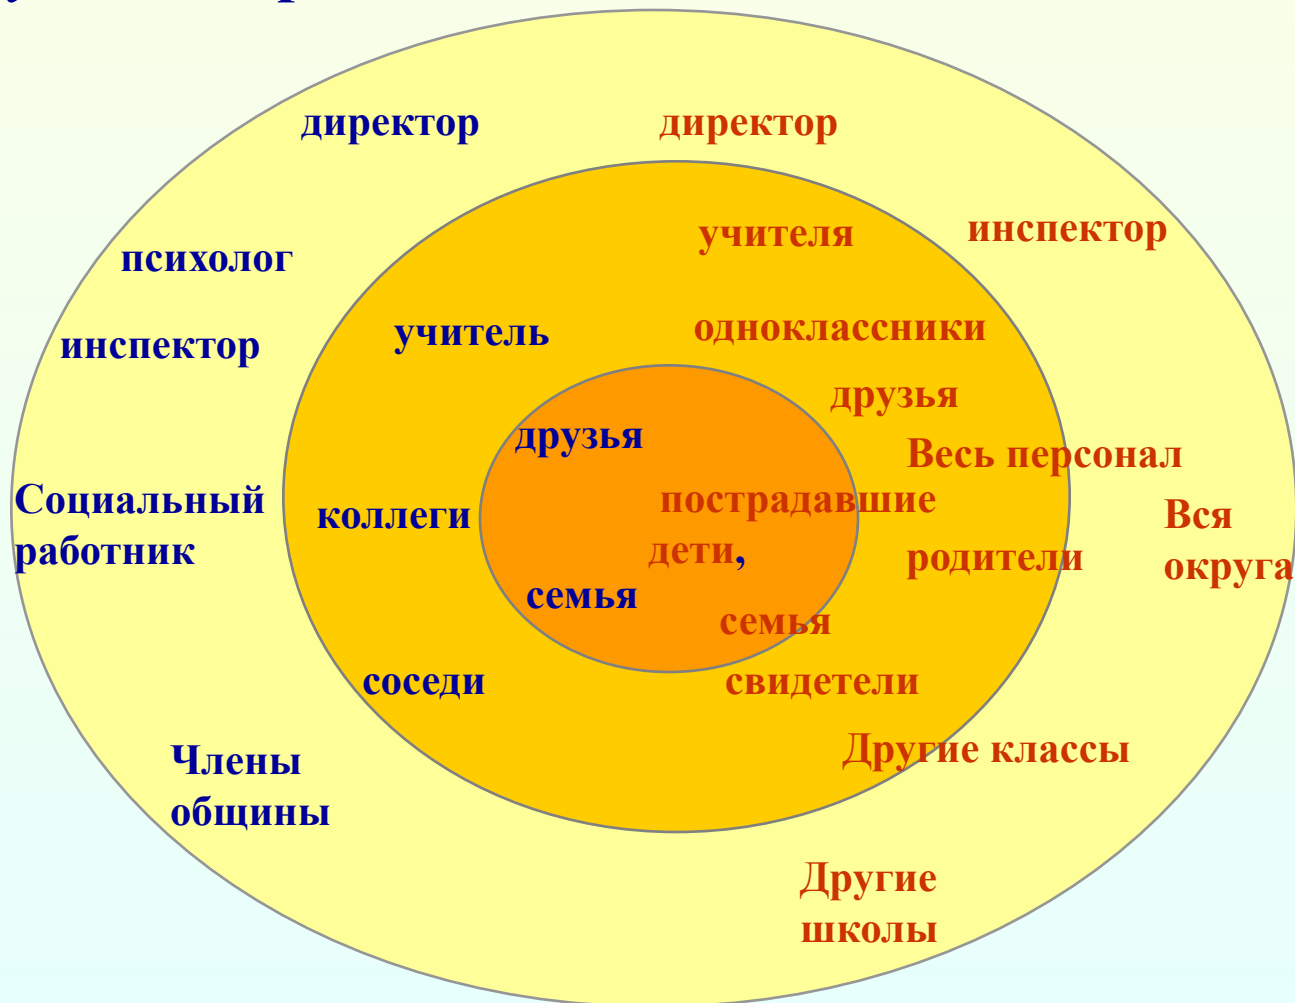 директор директор
учителя инспектор
психолог
учитель одноклассники
инспектор
друзья
друзья
Весь персонал
Социальный
работник
коллеги
пострадавшие
дети,
Вся
округа
родители
семья
семья
соседи
свидетели
Другие классы
Члены
общины
Другие
школы